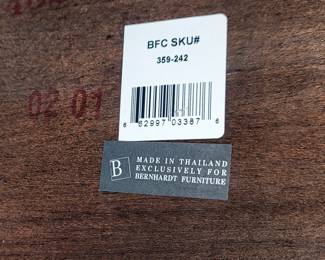 BFC SKU#
359-242
02 01
6 62997 03387 6
B
MADE IN THAILAND
EXCLUSIVELY FOR
BERNHARDT FURNITURE